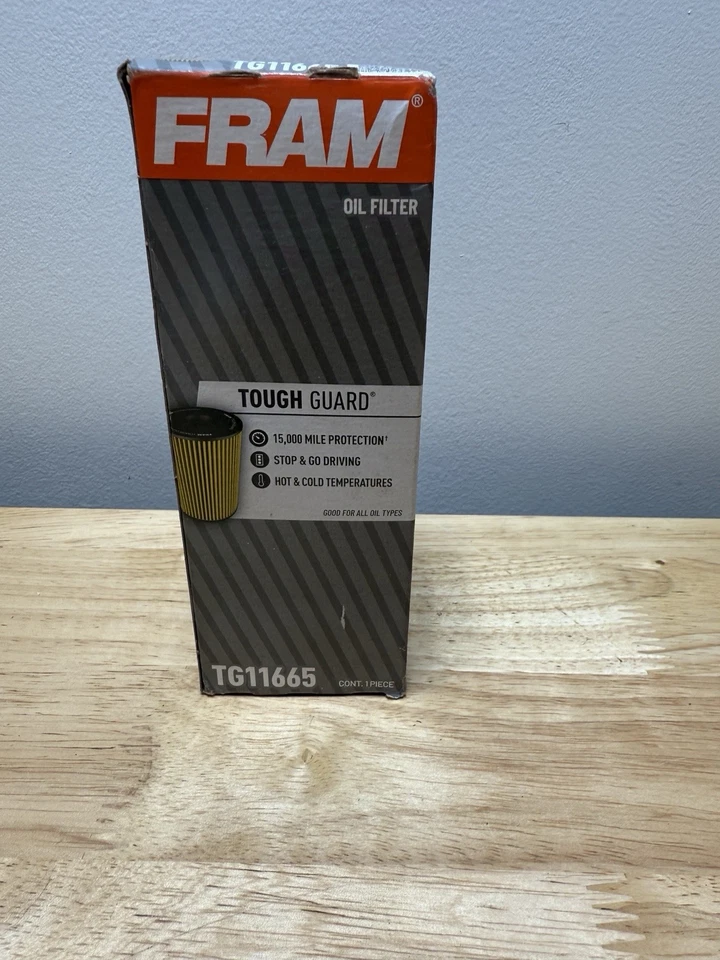 FRAM®
OIL FILTER
TOUGH GUARD®
15,000 MILE PROTECTION†
STOP & GO DRIVING
HOT & COLD TEMPERATURES
GOOD FOR ALL OIL TYPES
TG11665
CONT. 1 PIECE